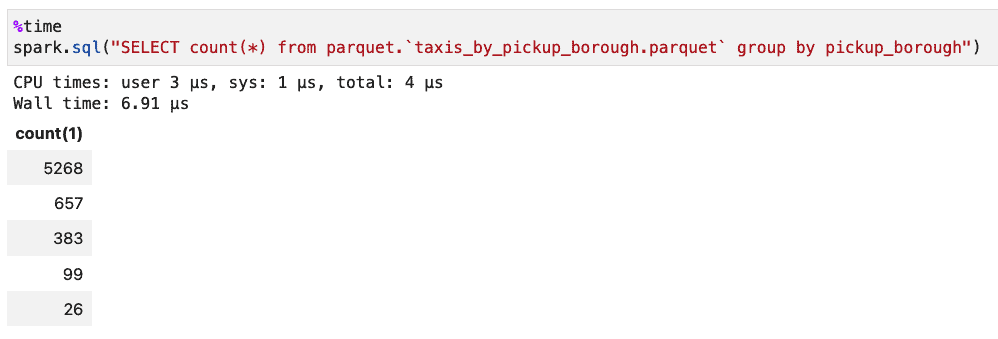 %time
spark.sql("SELECT count(*) from parquet.`taxis_by_pickup_borough.parquet` group by pickup_borough")
CPU times: user 3 µs, sys: 1 µs, total: 4 µs
Wall time: 6.91 µs
count(1)
5268
657
383
99
26